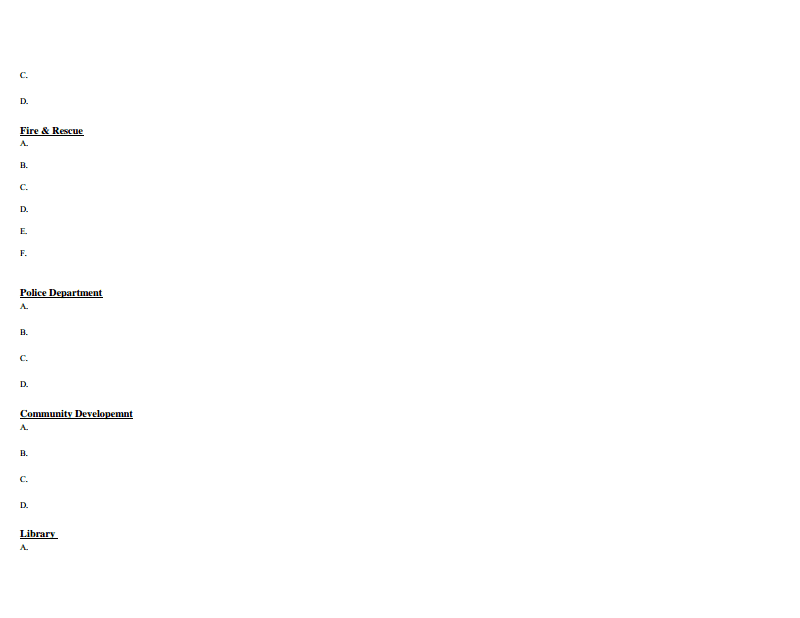 C.
D.
Fire & Rescue
A.
B.
C.
D.
E.
F.
Police Department
A.
B.
C.
D.
Community Developemnt
A.
B.
C.
D.
Library
A.